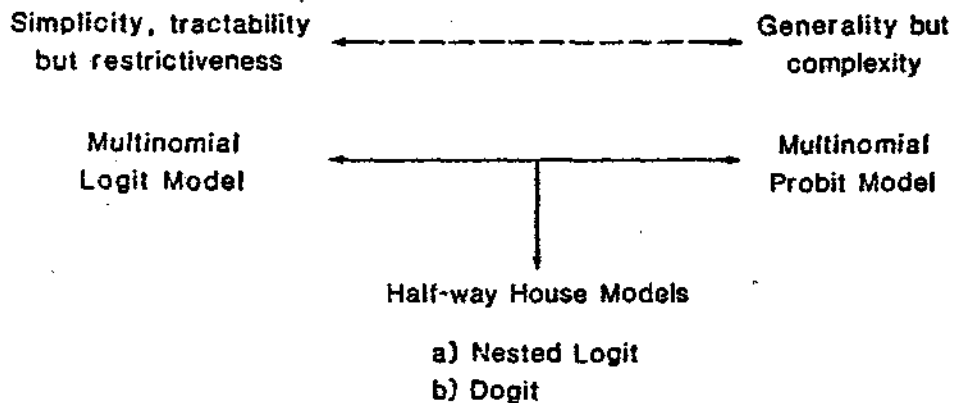 Simplicity, tractability
but restrictiveness
Generality but
complexity
Multinomial
Logit Model
Multinomial
Probit Model
Half-way House Models
a) Nested Logit
b) Dogit